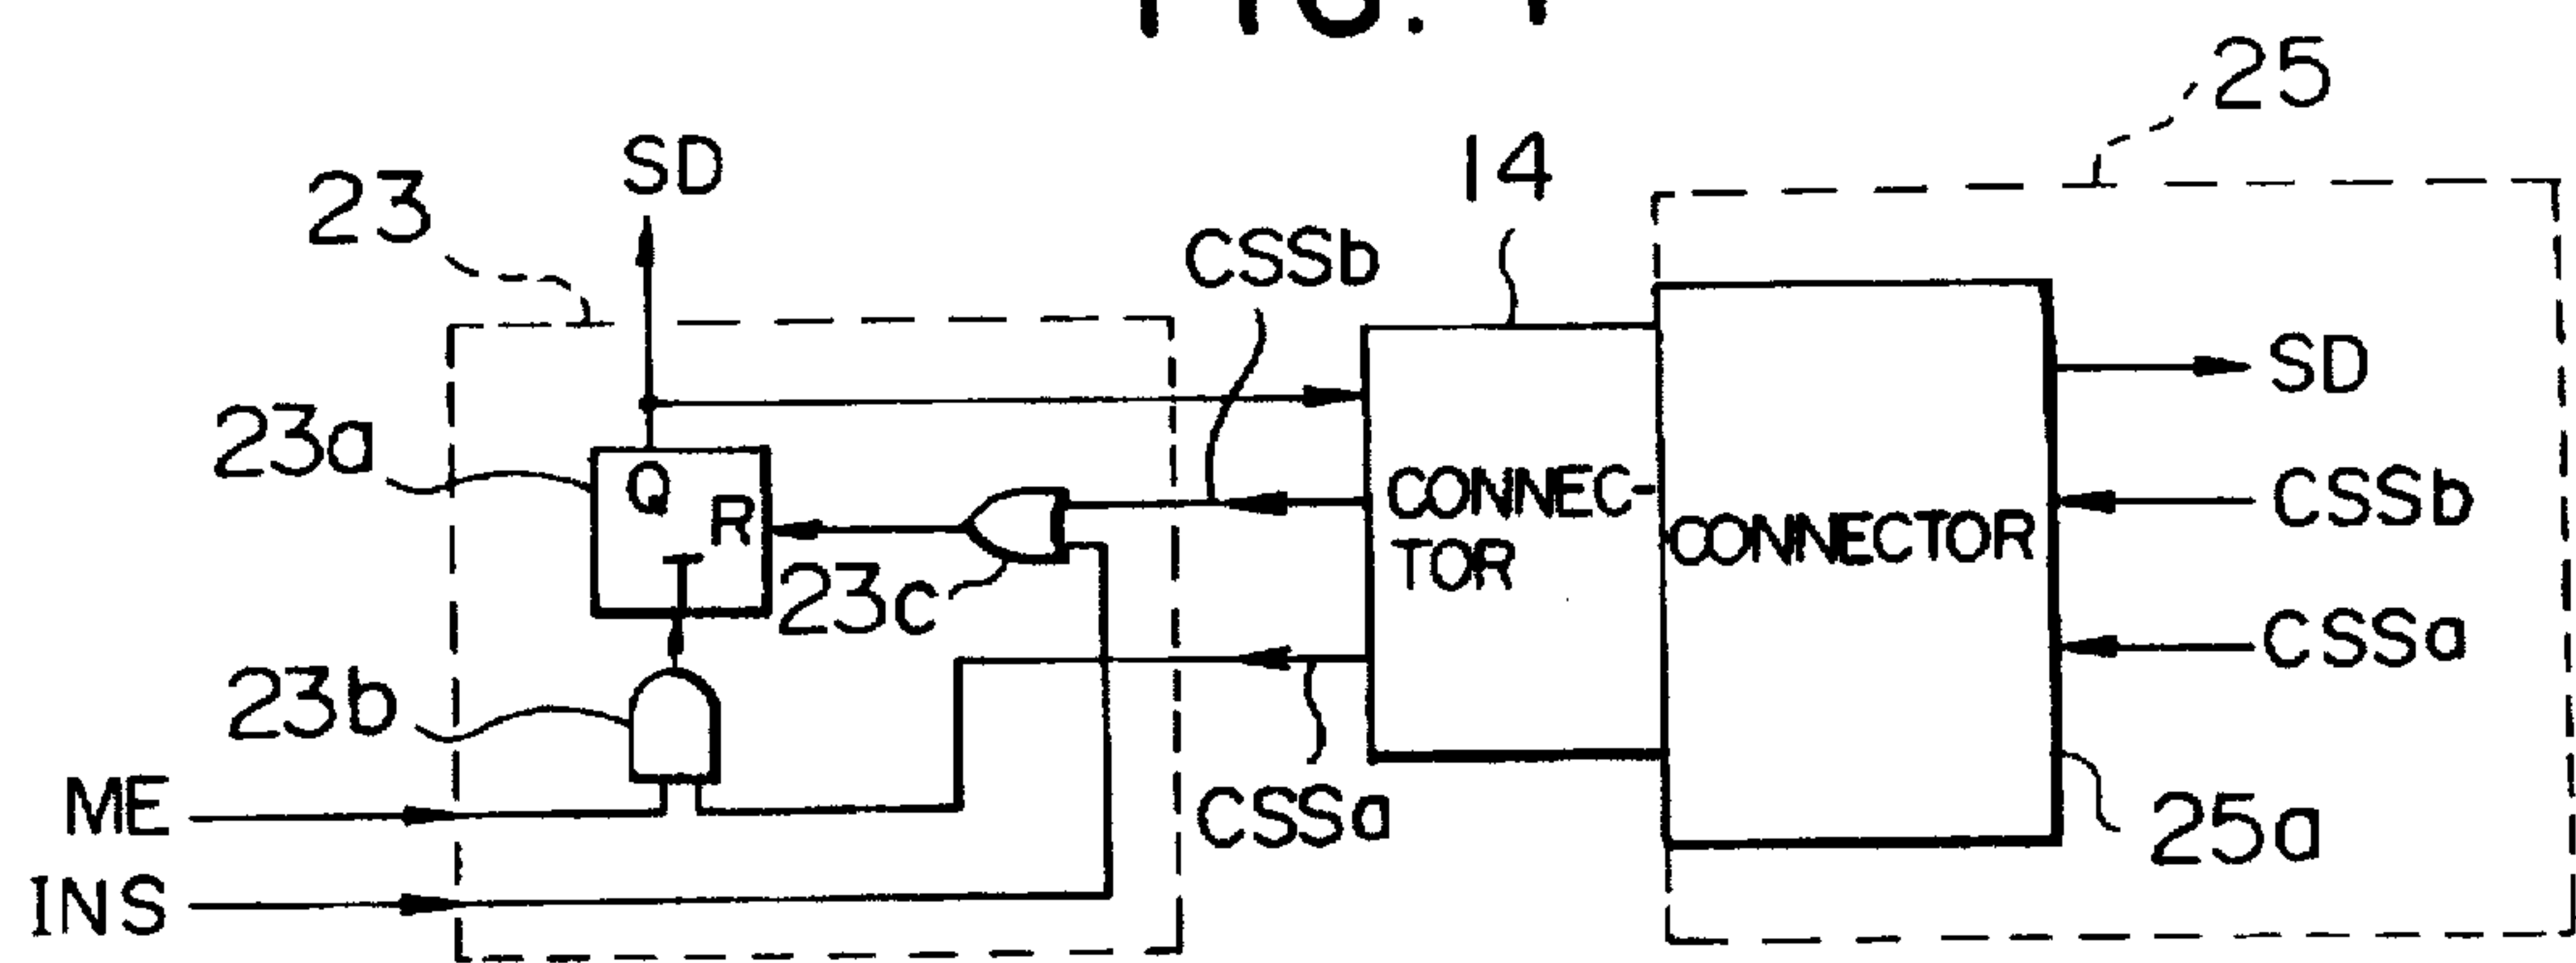 25
SD
14
23
CSSb
SD
23a
Q
CONNEC-
TOR
CONNECTOR
CSSb
R
T
23c
CSSa
23b
ME
CSSa
25a
INS